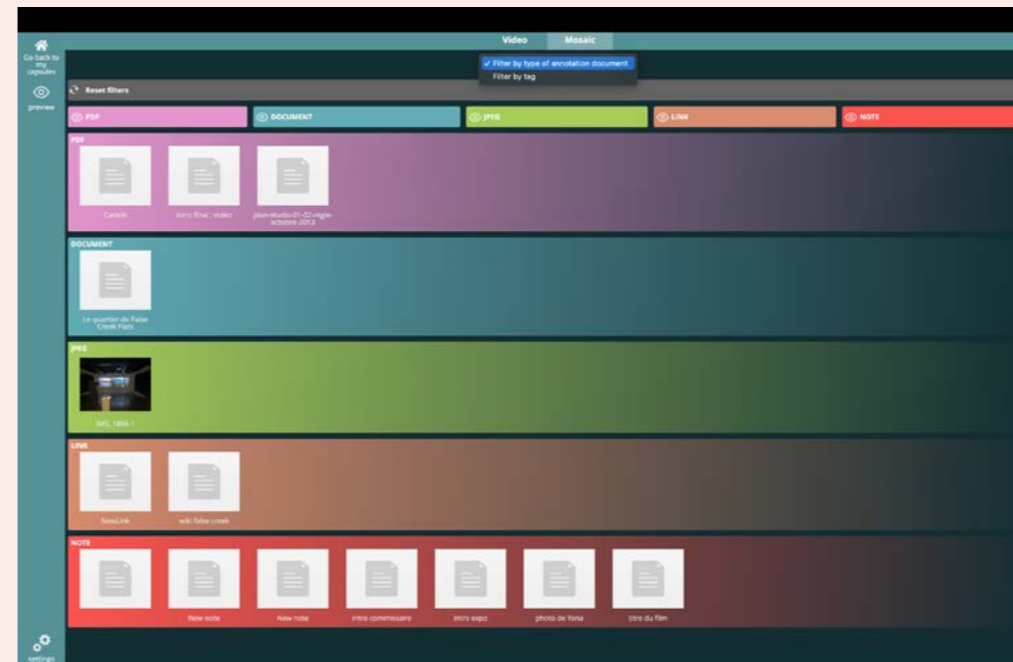 Video Mosaic
Go back to
my
capsules
Filter by type of annotation document
Filter by tag
preview
Reset filters
PDF DOCUMENT JPEG LINK NOTE
PDF
Cartels intro final : vidéo plan-studio-01-02-regie-
octobre-2013
DOCUMENT
Le quartier de False
Creek Flats
JPEG
IMG_1886-1
LINK
NewLink wiki false creek
NOTE
New note New note intro commissaire intro expo photo de Yana titre du film
settings